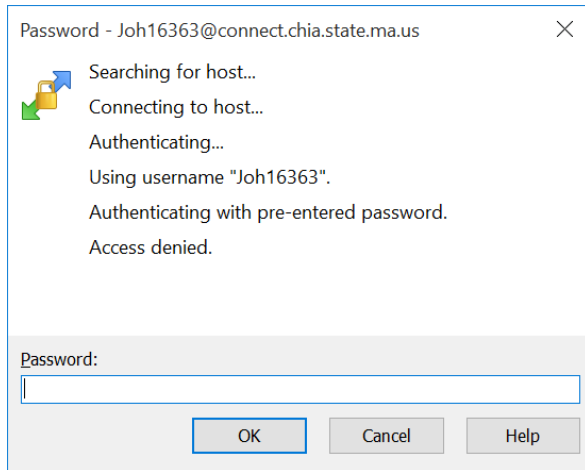 Password - Joh16363@connect.chia.state.ma.us
Searching for host...
Connecting to host...
Authenticating...
Using username "Joh16363".
Authenticating with pre-entered password.
Access denied.
Password:
OK Cancel Help